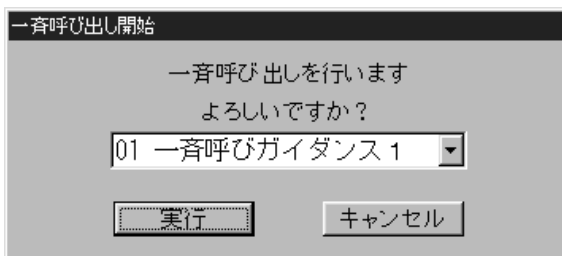 一斉呼び出し開始
一斉呼び出しを行います
よろしいですか？
01 一斉呼びガイダンス1
実行
キャンセル